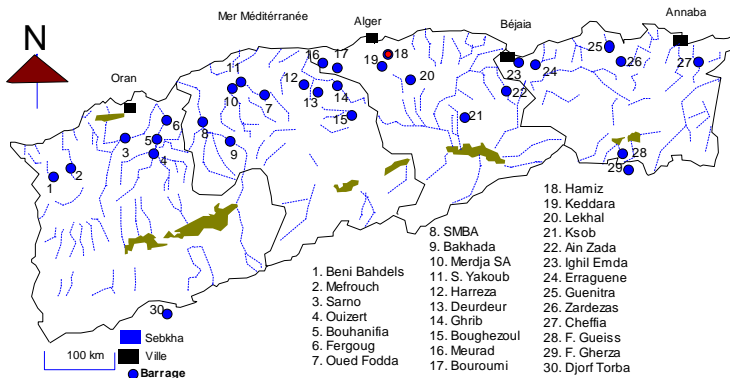 Mer Méditérranée
Alger
Béjaia
Annaba
N
Oran
16
17
18
19
20
23
24
25
26
27
11
10
7
12
13
14
15
22
21
6
8
5
3
4
9
2
1
28
29
30
18. Hamiz
19. Keddara
20. Lekhal
21. Ksob
22. Ain Zada
23. Ighil Emda
24. Erraguene
25. Guenitra
26. Zardezas
27. Cheffia
28. F. Gueiss
29. F. Gherza
30. Djorf Torba
8. SMBA
9. Bakhada
10. Merdja SA
11. S. Yakoub
12. Harreza
13. Deurdeur
14. Ghrib
15. Boughezoul
16. Meurad
17. Bouroumi
1. Beni Bahdels
2. Mefrouch
3. Sarno
4. Ouizert
5. Bouhanifia
6. Fergoug
7. Oued Fodda
Sebkha
Ville
100 km
Barrage